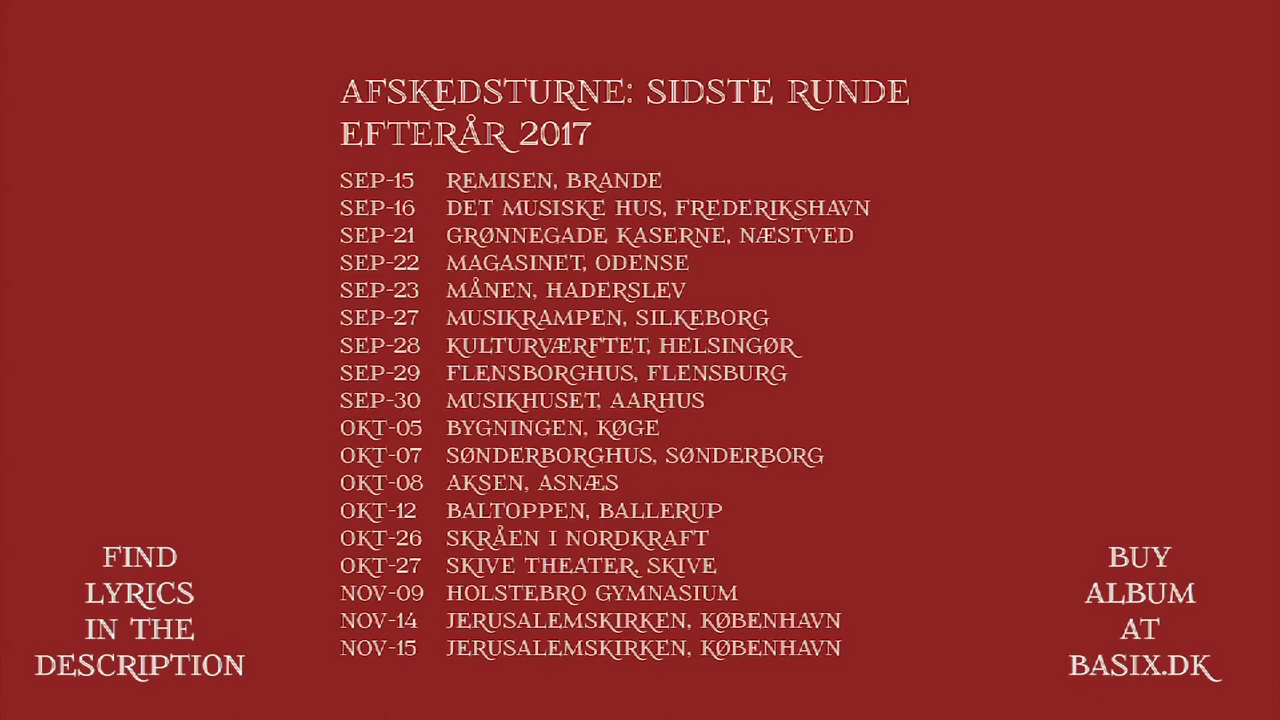 AFSKEDSTURNE: SIDSTE RUNDE
EFTERÅR 2017
SEP-15 REMISEN, BRANDE
SEP-16 DET MUSISKE HUS, FREDERIKSHAVN
SEP-21 GRØNNEGADE KASERNE, NÆSTVED
SEP-22 MAGASINET, ODENSE
SEP-23 MÅNEN, HADERSLEV
SEP-27 MUSIKRAMPEN, SILKEBORG
SEP-28 KULTURVÆRFTET, HELSINGØR
SEP-29 FLENSBORGHUS, FLENSBURG
SEP-30 MUSIKHUSET, AARHUS
OKT-05 BYGNINGEN, KØGE
OKT-07 SØNDERBORGHUS, SØNDERBORG
OKT-08 AKSEN, ASNÆS
OKT-12 BALTOPPEN, BALLERUP
OKT-26 SKRÅEN I NORDKRAFT
OKT-27 SKIVE THEATER, SKIVE
NOV-09 HOLSTEBRO GYMNASIUM
NOV-14 JERUSALEMSKIRKEN, KØBENHAVN
NOV-15 JERUSALEMSKIRKEN, KØBENHAVN
FIND
LYRICS
IN THE
DESCRIPTION
BUY
ALBUM
AT
BASIX.DK